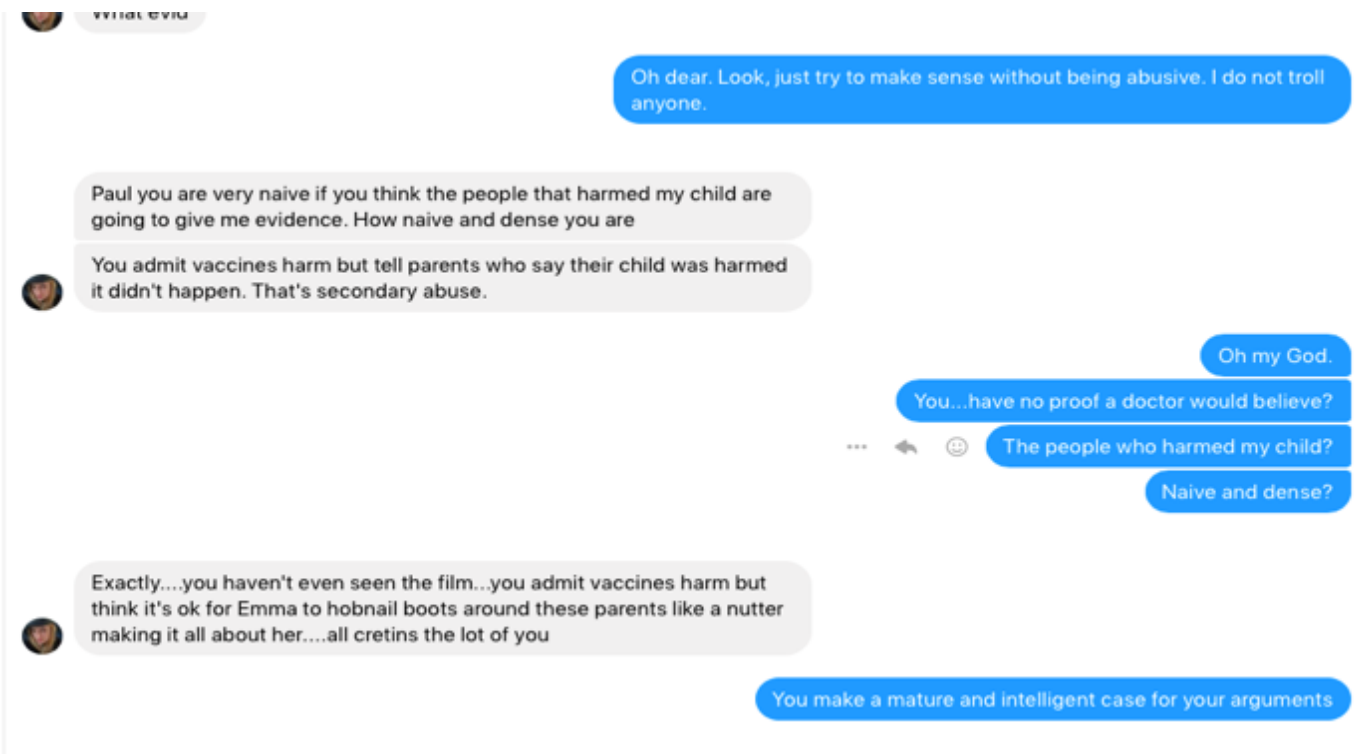 What evid
Oh dear. Look, just try to make sense without being abusive. I do not troll
anyone.
Paul you are very naive if you think the people that harmed my child are
going to give me evidence. How naive and dense you are
You admit vaccines harm but tell parents who say their child was harmed
it didn't happen. That's secondary abuse.
Oh my God.
You...have no proof a doctor would believe?
The people who harmed my child?
Naive and dense?
Exactly....you haven't even seen the film...you admit vaccines harm but
think it's ok for Emma to hobnail boots around these parents like a nutter
making it all about her....all cretins the lot of you
You make a mature and intelligent case for your arguments